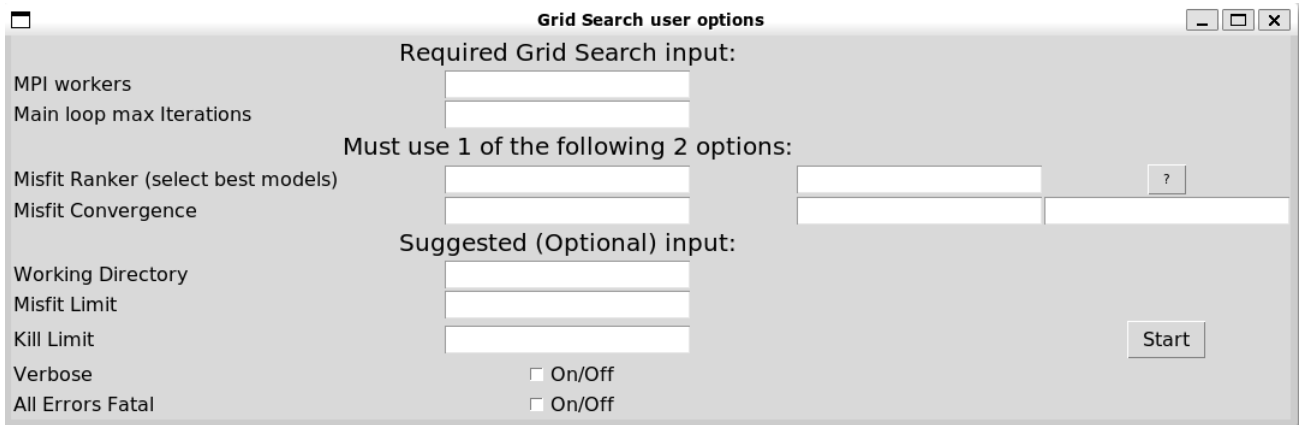 Grid Search user options
Required Grid Search input:
MPI workers
Main loop max Iterations
Must use 1 of the following 2 options:
Misfit Ranker (select best models)
?
Misfit Convergence
Suggested (Optional) input:
Working Directory
Misfit Limit
Kill Limit
Start
Verbose
On/Off
All Errors Fatal
On/Off